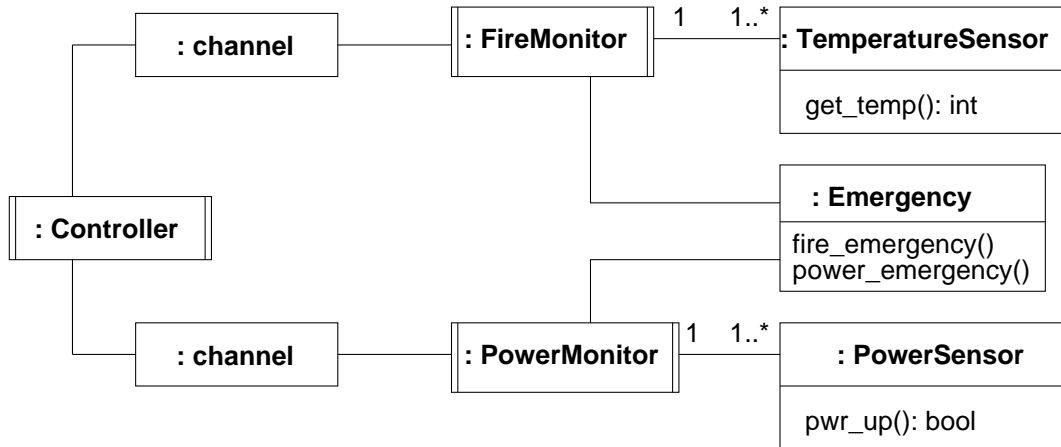 : channel
: FireMonitor
1
1..*
: TemperatureSensor
get_temp(): int
: Controller
: Emergency
fire_emergency()
power_emergency()
: channel
: PowerMonitor
1
1..*
: PowerSensor
pwr_up(): bool